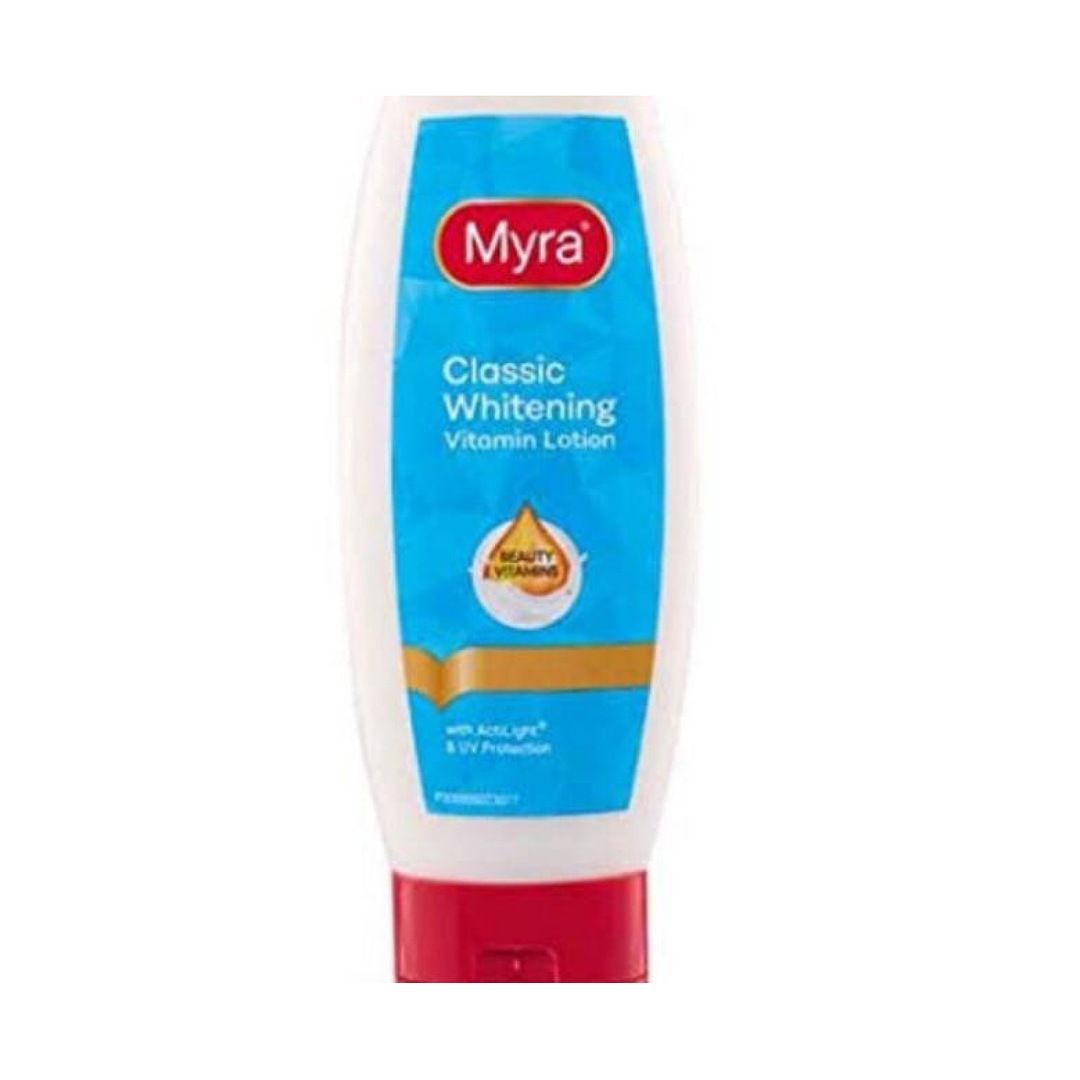 Myra®
Classic
Whitening
Vitamin Lotion
BEAUTY
VITAMINS
with ActiLight®
& UV Protection